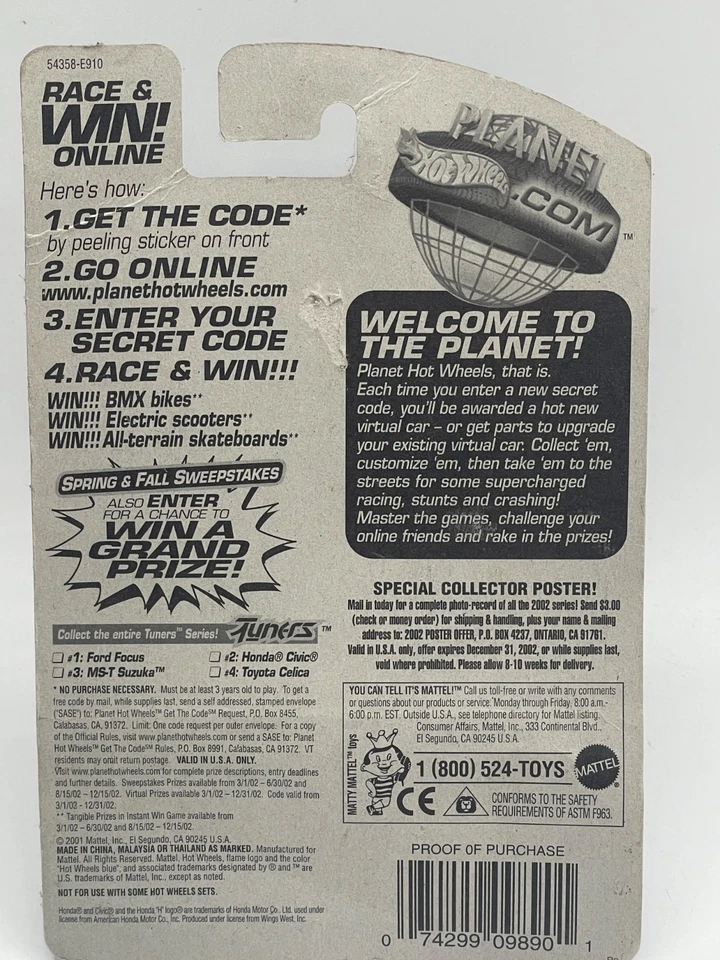 54358-E910
RACE &
WIN!
ONLINE
Here's how:
1.GET THE CODE*
by peeling sticker on front
2.GO ONLINE
www.planethotwheels.com
3.ENTER YOUR
SECRET CODE
4.RACE & WIN!!!
WIN!!! BMX bikes**
WIN!!! Electric scooters**
WIN!!! All-terrain skateboards**
SPRING & FALL SWEEPSTAKES
ALSO ENTER
FOR A CHANCE TO
WIN A
GRAND
PRIZE!
Collect the entire Tuners™ Series! Tuners™
#1: Ford Focus
#2: Honda® Civic®
#3: MS-T Suzuka™
#4: Toyota Celica
* NO PURCHASE NECESSARY. Must be at least 3 years old to play. To get a
free code by mail, while supplies last, send a self addressed, stamped envelope
("SASE") to: Planet Hot Wheels™ Get The Code℠ Request, P.O. Box 8455,
Calabasas, CA, 91372. Limit: One code request per outer envelope. For a copy
of the Official Rules, visit www.planethotwheels.com or send a SASE to: Planet
Hot Wheels™ Get The Code℠ Rules, P.O. Box 8991, Calabasas, CA 91372. VT
residents may omit return postage. VALID IN U.S.A. ONLY.
Visit www.planethotwheels.com for complete prize descriptions, entry deadlines
and further details. Sweepstakes Prizes available from 3/1/02 - 6/30/02 and
8/15/02 - 12/15/02. Virtual Prizes available 3/1/02 - 12/31/02. Code valid from
3/1/02 - 12/31/02.
** Tangible Prizes in Instant Win Game available from
3/1/02 – 6/30/02 and 8/15/02 – 12/15/02.
© 2001 Mattel, Inc., El Segundo, CA 90245 U.S.A.
MADE IN CHINA, MALAYSIA OR THAILAND AS MARKED. Manufactured for
Mattel. All Rights Reserved. Mattel, Hot Wheels, flame logo and the color
"Hot Wheels blue", and associated trademarks designated by ® and ™ are
U.S. trademarks of Mattel, Inc., except as noted.
NOT FOR USE WITH SOME HOT WHEELS SETS.
Honda® and Civic® and the Honda "H" logo® are trademarks of Honda Motor Co., Ltd. used under
license from American Honda Motor Co., Inc. Produced under license from Wings West, Inc.
PLANET
HOT WHEELS
.COM
™
WELCOME TO
THE PLANET!
Planet Hot Wheels, that is.
Each time you enter a new secret
code, you'll be awarded a hot new
virtual car – or get parts to upgrade
your existing virtual car. Collect 'em,
customize 'em, then take 'em to the
streets for some supercharged
racing, stunts and crashing!
Master the games, challenge your
online friends and rake in the prizes!
SPECIAL COLLECTOR POSTER!
Mail in today for a complete photo-record of all the 2002 series! Send $3.00
(check or money order) for shipping & handling, plus your name & mailing
address to: 2002 POSTER OFFER, P.O. BOX 4237, ONTARIO, CA 91761.
Valid in U.S.A. only, offer expires December 31, 2002, or while supplies last,
void where prohibited. Please allow 8-10 weeks for delivery.
YOU CAN TELL IT'S MATTEL!™ Call us toll-free or write with any comments
or questions about our products or service. Monday through Friday, 8:00 a.m.-
6:00 p.m. EST. Outside U.S.A., see telephone directory for Mattel listing.
Consumer Affairs, Mattel, Inc., 333 Continental Blvd.,
El Segundo, CA 90245 U.S.A.
MATTY MATTEL™ toys
1 (800) 524-TOYS
MATTEL®
CE
CONFORMS TO THE SAFETY
REQUIREMENTS OF ASTM F963.
PROOF OF PURCHASE
0 74299 09890 1